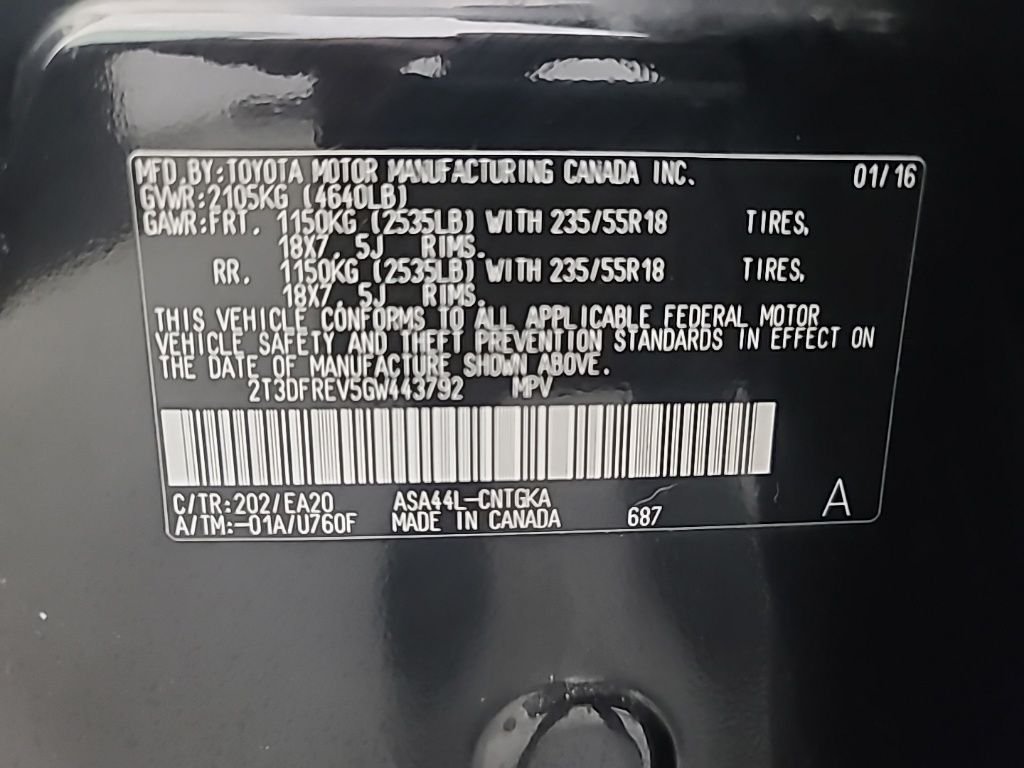 MFD.BY:TOYOTA MOTOR MANUFACTURING CANADA INC. 01/16
GVWR:2105KG (4640LB)
GAWR:FRT. 1150KG (2535LB) WITH 235/55R18 TIRES,
18X7.5J RIMS.
RR. 1150KG (2535LB) WITH 235/55R18 TIRES,
18X7.5J RIMS.
THIS VEHICLE CONFORMS TO ALL APPLICABLE FEDERAL MOTOR
VEHICLE SAFETY AND THEFT PREVENTION STANDARDS IN EFFECT ON
THE DATE OF MANUFACTURE SHOWN ABOVE.
2T3DFREV5GW443792 MPV
C/TR:202/EA20 ASA44L-CNTGKA
A/TM:-01A/U760F MADE IN CANADA 687 A